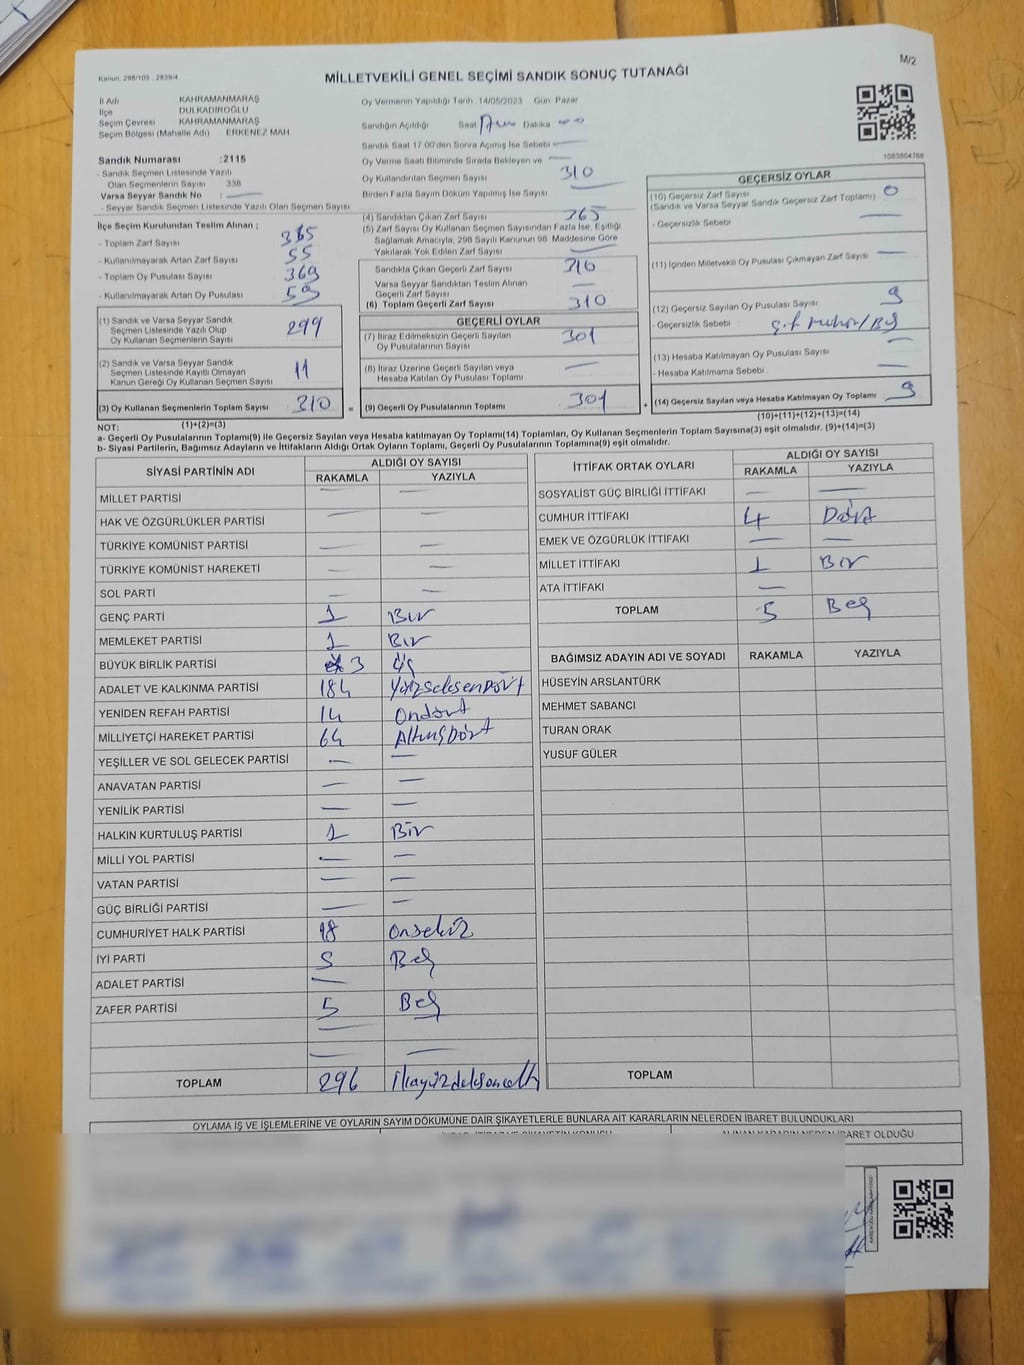 M/2
Kanun, 298/105 , 2839/4
MİLLETVEKİLİ GENEL SEÇİMİ SANDIK SONUÇ TUTANAĞI
İl Adı KAHRAMANMARAŞ
İlçe DULKADİROĞLU
Seçim Çevresi KAHRAMANMARAŞ
Seçim Bölgesi (Mahalle Adı) ERKENEZ MAH
Sandık Numarası :2116
- Sandık Seçmen Listesinde Yazılı
Olan Seçmenlerin Sayısı 338
Varsa Seyyar Sandık No : —
- Seyyar Sandık Seçmen Listesinde Yazılı Olan Seçmen Sayısı
İlçe Seçim Kurulundan Teslim Alınan ;
- Toplam Zarf Sayısı 365
- Kullanılmayarak Artan Zarf Sayısı 55
- Toplam Oy Pusulası Sayısı 369
- Kullanılmayarak Artan Oy Pusulası 59
(1) Sandık ve Varsa Seyyar Sandık
Seçmen Listesinde Yazılı Olup
Oy Kullanan Seçmenlerin Sayısı 299
(2) Sandık ve Varsa Seyyar Sandık
Seçmen Listesinde Kayıtlı Olmayan
Kanun Gereği Oy Kullanan Seçmen Sayısı 11
(3) Oy Kullanan Seçmenlerin Toplam Sayısı 310
Oy Vermenin Yapıldığı Tarih 14/05/2023 Gün Pazar
Sandığın Açıldığı Saat Dakika
Sandık Saat 17.00'den Sonra Açılmış İse Sebebi —
Oy Verme Saati Bitiminde Sırada Bekleyen ve —
Oy Kullandırılan Seçmen Sayısı 310
Birden Fazla Sayım Döküm Yapılmış İse Sayısı —
(4) Sandıktan Çıkan Zarf Sayısı 365
(5) Zarf Sayısı Oy Kullanan Seçmen Sayısından Fazla İse, Eşitliği
Sağlamak Amacıyla, 298 Sayılı Kanunun 98. Maddesine Göre
Yakılarak Yok Edilen Zarf Sayısı —
Sandıkta Çıkan Geçerli Zarf Sayısı 310
Varsa Seyyar Sandıktan Teslim Alınan
Geçerli Zarf Sayısı —
(6) Toplam Geçerli Zarf Sayısı 310
GEÇERLİ OYLAR
(7) İtiraz Edilmeksizin Geçerli Sayılan
Oy Pusulalarının Sayısı 301
(8) İtiraz Üzerine Geçerli Sayılan veya
Hesaba Katılan Oy Pusulası Toplamı —
= (9) Geçerli Oy Pusulalarının Toplamı 301 +
1083804768
GEÇERSİZ OYLAR
(10) Geçersiz Zarf Sayısı 0
(Sandık ve Varsa Seyyar Sandık Geçersiz Zarf Toplamı)
- Geçersizlik Sebebi —
(11) İçinden Milletvekili Oy Pusulası Çıkmayan Zarf Sayısı —
(12) Geçersiz Sayılan Oy Pusulası Sayısı 9
- Geçersizlik Sebebi
(13) Hesaba Katılmayan Oy Pusulası Sayısı —
- Hesaba Katılmama Sebebi : —
(14) Geçersiz Sayılan veya Hesaba Katılmayan Oy Toplamı 9
NOT: (1)+(2)=(3) (10)+(11)+(12)+(13)=(14)
a- Geçerli Oy Pusulalarının Toplamı(9) ile Geçersiz Sayılan veya Hesaba katılmayan Oy Toplamı(14) Toplamları, Oy Kullanan Seçmenlerin Toplam Sayısına(3) eşit olmalıdır. (9)+(14)=(3)
b- Siyasi Partilerin, Bağımsız Adayların ve İttifakların Aldığı Ortak Oyların Toplamı, Geçerli Oy Pusulalarının Toplamına(9) eşit olmalıdır.
SİYASİ PARTİNİN ADI ALDIĞI OY SAYISI
RAKAMLA YAZIYLA
MİLLET PARTİSİ — —
HAK VE ÖZGÜRLÜKLER PARTİSİ — —
TÜRKİYE KOMÜNİST PARTİSİ — —
TÜRKİYE KOMÜNİST HAREKETİ — —
SOL PARTİ — —
GENÇ PARTİ 1 Bir
MEMLEKET PARTİSİ 1 Bir
BÜYÜK BİRLİK PARTİSİ 3 Üç
ADALET VE KALKINMA PARTİSİ 184 YüzseksenDört
YENİDEN REFAH PARTİSİ 14 Ondört
MİLLİYETÇİ HAREKET PARTİSİ 64 AltmışDört
YEŞİLLER VE SOL GELECEK PARTİSİ — —
ANAVATAN PARTİSİ — —
YENİLİK PARTİSİ — —
HALKIN KURTULUŞ PARTİSİ 1 Bir
MİLLİ YOL PARTİSİ — —
VATAN PARTİSİ — —
GÜÇ BİRLİĞİ PARTİSİ — —
CUMHURİYET HALK PARTİSİ 18 onsekiz
İYİ PARTİ 5 Beş
ADALET PARTİSİ —
ZAFER PARTİSİ 5 Beş
TOPLAM 296
İTTİFAK ORTAK OYLARI ALDIĞI OY SAYISI
RAKAMLA YAZIYLA
SOSYALİST GÜÇ BİRLİĞİ İTTİFAKI — —
CUMHUR İTTİFAKI 4 Dört
EMEK VE ÖZGÜRLÜK İTTİFAKI — —
MİLLET İTTİFAKI 1 Bir
ATA İTTİFAKI —
TOPLAM 5 Beş
BAĞIMSIZ ADAYIN ADI VE SOYADI RAKAMLA YAZIYLA
HÜSEYİN ARSLANTÜRK
MEHMET SABANCI
TURAN ORAK
YUSUF GÜLER
TOPLAM
OYLAMA İŞ VE İŞLEMLERİNE VE OYLARIN SAYIM DÖKÜMÜNE DAİR ŞİKAYETLERLE BUNLARA AİT KARARLARIN NELERDEN İBARET BULUNDUKLARI
ALINAN KARARIN NEDEN İBARET OLDUĞU